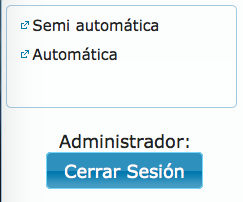 Semi automática
Automática
Administrador:
Cerrar Sesión